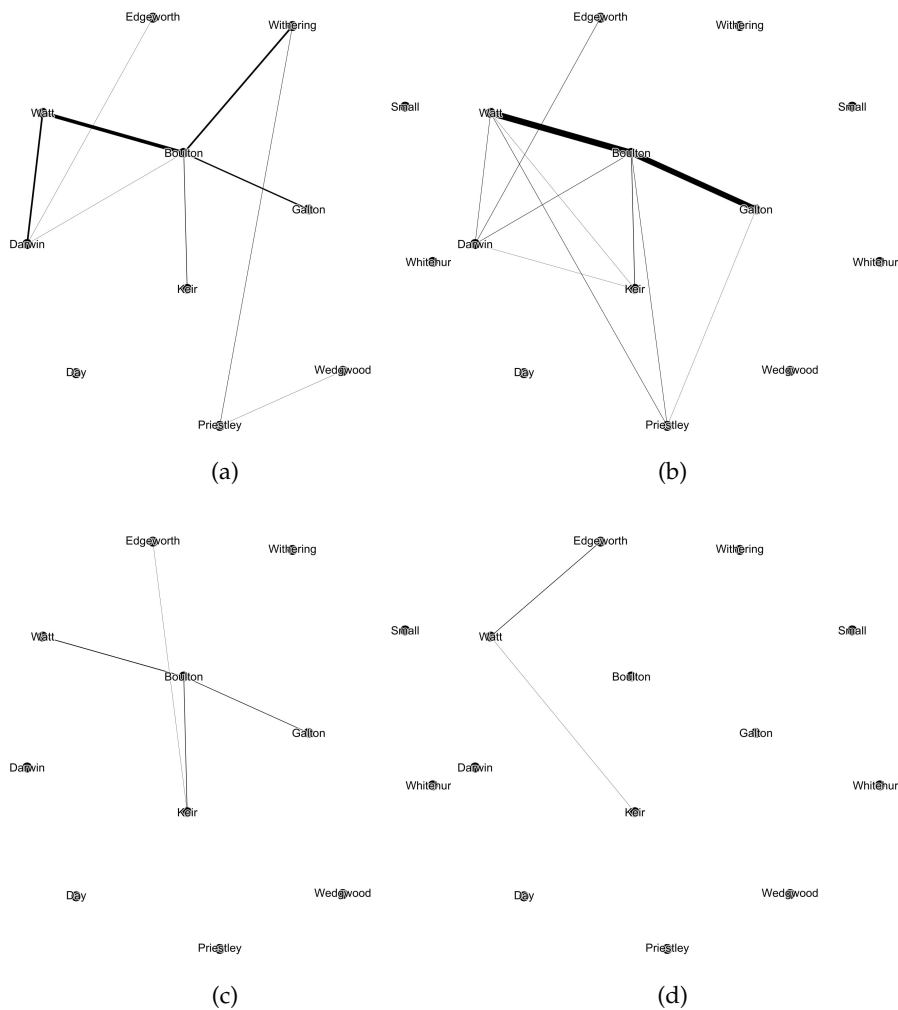 Edgeworth
Withering
Small
Watt
Boulton
Galton
Darwin
Whitehur
Keir
Day
Wedgwood
Priestley
(a)
Edgeworth
Withering
Small
Watt
Boulton
Galton
Darwin
Whitehur
Keir
Day
Wedgwood
Priestley
(b)
Edgeworth
Withering
Small
Watt
Boulton
Galton
Darwin
Whitehur
Keir
Day
Wedgwood
Priestley
(c)
Edgeworth
Withering
Small
Watt
Boulton
Galton
Darwin
Whitehur
Keir
Day
Wedgwood
Priestley
(d)